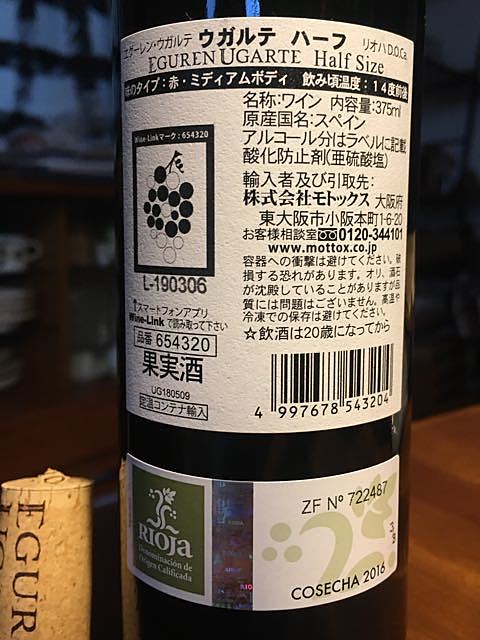 エグーレン・ウガルテ ウガルテ ハーフ リオハD.O.Ca.
EGUREN UGARTE Half Size
味のタイプ:赤・ミディアムボディ 飲み頃温度:14度前後
名称:ワイン 内容量:375ml
原産国名:スペイン
アルコール分はラベルに記載
酸化防止剤(亜硫酸塩)
輸入者及び引取先:
株式会社モトックス 大阪府
東大阪市小阪本町1-6-20
お客様相談室 0120-344101
www.mottox.co.jp
容器への衝撃は避けてください。破
損する恐れがあります。オリ、酒石
が沈殿していることがありますが品
質には問題はございません。高温や
冷凍での保存は避けてください。
☆飲酒は20歳になってから
Wine-Linkマーク:654320
L-190306
↑スマートフォンアプリ
Wine-Linkで読み取って下さい
品番 654320
果実酒
UG180509
定温コンテナ輸入
4 997678 543204
RIOJa
Denominación de
Origen Calificada
ZF Nº 722487
COSECHA 2016
EGUR